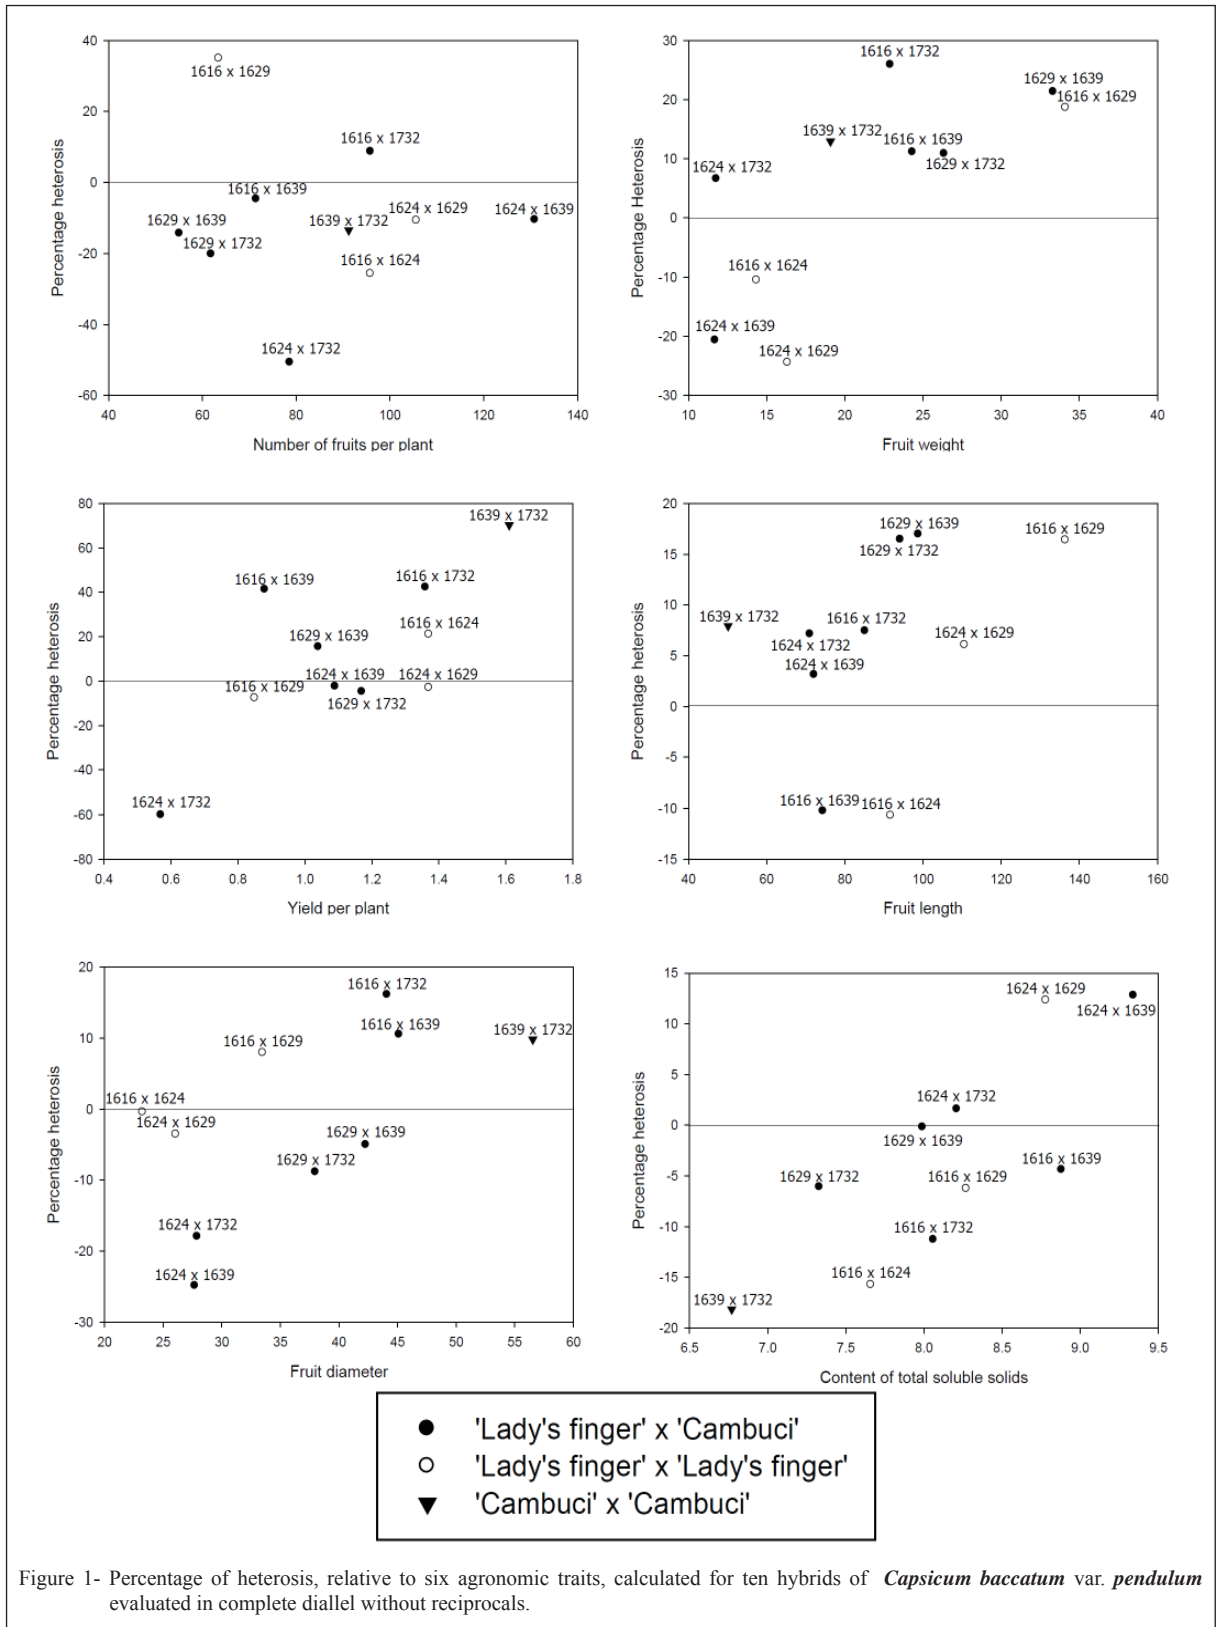 40
20
0
-20
-40
-60
Percentage heterosis
1616 x 1629
1616 x 1732
1616 x 1639
1629 x 1639
1629 x 1732
1639 x 1732
1624 x 1629
1624 x 1639
1616 x 1624
1624 x 1732
40 60 80 100 120 140
Number of fruits per plant
30
20
10
0
-10
-20
-30
Percentage Heterosis
1616 x 1732
1629 x 1639
1616 x 1629
1639 x 1732
1616 x 1639
1629 x 1732
1624 x 1732
1616 x 1624
1624 x 1639
1624 x 1629
10 15 20 25 30 35 40
Fruit weight
80
60
40
20
0
-20
-40
-60
-80
Percentage heterosis
1639 x 1732
1616 x 1639
1616 x 1732
1616 x 1624
1629 x 1639
1624 x 1639
1624 x 1629
1616 x 1629
1629 x 1732
1624 x 1732
0.4 0.6 0.8 1.0 1.2 1.4 1.6 1.8
Yield per plant
20
15
10
5
0
-5
-10
-15
Percentage heterosis
1629 x 1639
1616 x 1629
1629 x 1732
1639 x 1732
1616 x 1732
1624 x 1629
1624 x 1732
1624 x 1639
1616 x 1639
1616 x 1624
40 60 80 100 120 140 160
Fruit length
20
10
0
-10
-20
-30
Percentage heterosis
1616 x 1732
1616 x 1639
1639 x 1732
1616 x 1629
1616 x 1624
1624 x 1629
1629 x 1639
1629 x 1732
1624 x 1732
1624 x 1639
20 25 30 35 40 45 50 55 60
Fruit diameter
15
10
5
0
-5
-10
-15
-20
Percentage heterosis
1624 x 1629
1624 x 1639
1624 x 1732
1629 x 1639
1616 x 1639
1629 x 1732
1616 x 1629
1616 x 1732
1616 x 1624
1639 x 1732
6.5 7.0 7.5 8.0 8.5 9.0 9.5
Content of total soluble solids
'Lady's finger' x 'Cambuci'
'Lady's finger' x 'Lady's finger'
'Cambuci' x 'Cambuci'
Figure 1- Percentage of heterosis, relative to six agronomic traits, calculated for ten hybrids of Capsicum baccatum var. pendulum
evaluated in complete diallel without reciprocals.